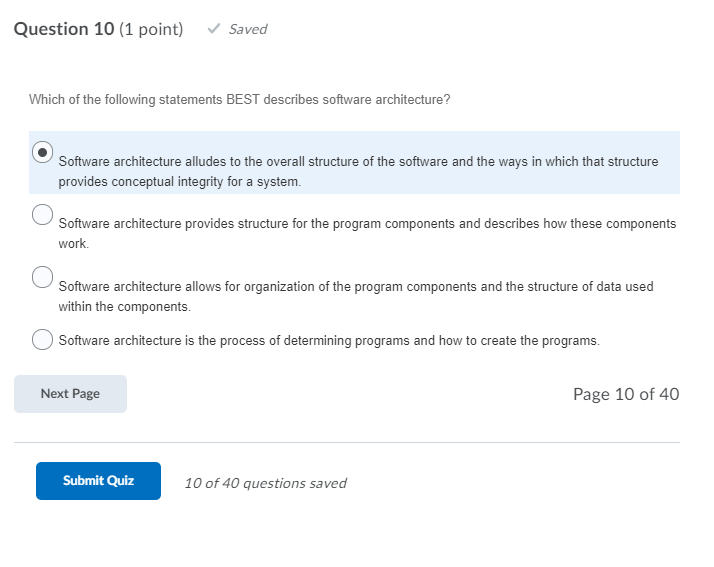 Question 10 (1 point) Saved
Which of the following statements BEST describes software architecture?
Software architecture alludes to the overall structure of the software and the ways in which that structure
provides conceptual integrity for a system.
Software architecture provides structure for the program components and describes how these components
work.
Software architecture allows for organization of the program components and the structure of data used
within the components.
Software architecture is the process of determining programs and how to create the programs.
Next Page Page 10 of 40
Submit Quiz 10 of 40 questions saved